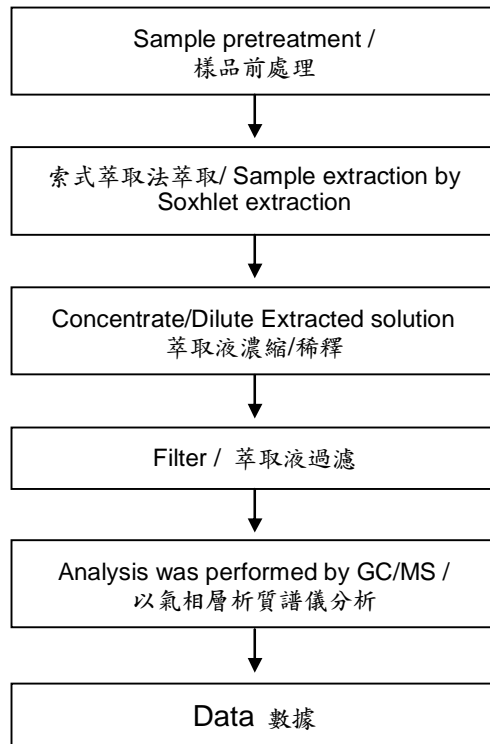 Sample pretreatment /
樣品前處理
索式萃取法萃取/ Sample extraction by
Soxhlet extraction
Concentrate/Dilute Extracted solution
萃取液濃縮/稀釋
Filter / 萃取液過濾
Analysis was performed by GC/MS /
以氣相層析質譜儀分析
Data 數據